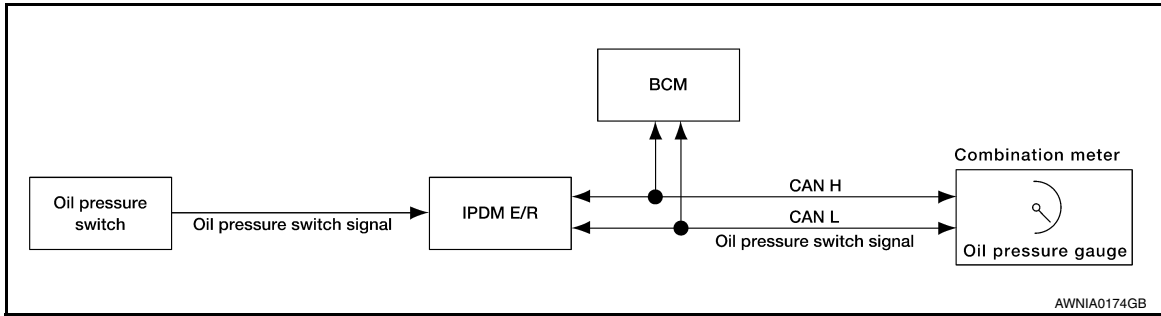 BCM
Combination meter
Oil pressure
switch
Oil pressure switch signal
IPDM E/R
CAN H
CAN L
Oil pressure switch signal
Oil pressure gauge
AWNIA0174GB